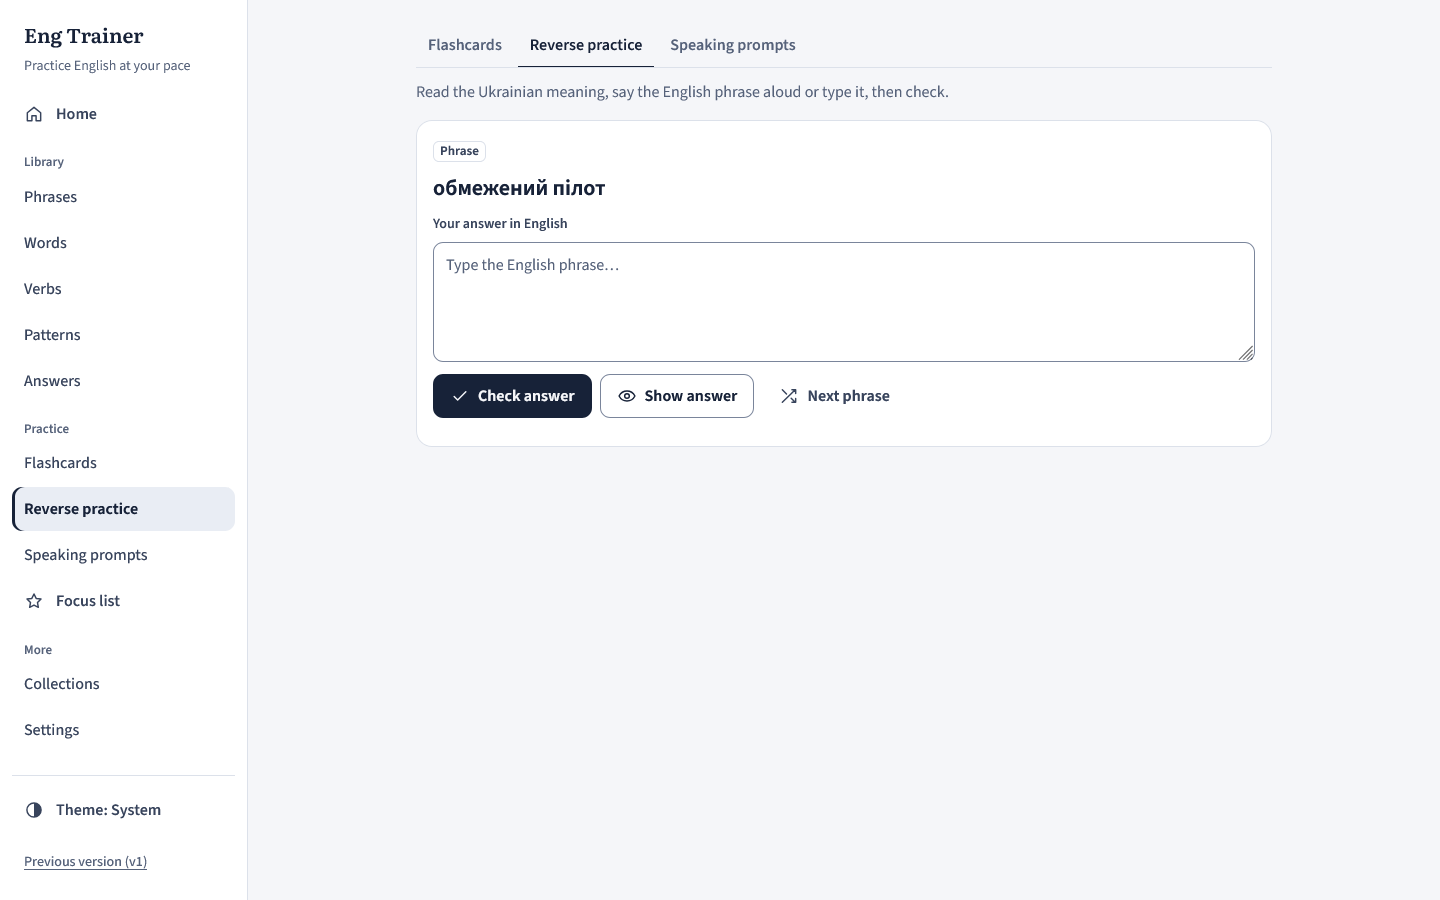 Eng Trainer
Practice English at your pace
Home
Library
Phrases
Words
Verbs
Patterns
Answers
Practice
Flashcards
Reverse practice
Speaking prompts
Focus list
More
Collections
Settings
Theme: System
Previous version (v1)
Flashcards Reverse practice Speaking prompts
Read the Ukrainian meaning, say the English phrase aloud or type it, then check.
Phrase
обмежений пілот
Your answer in English
Type the English phrase…
Check answer Show answer Next phrase